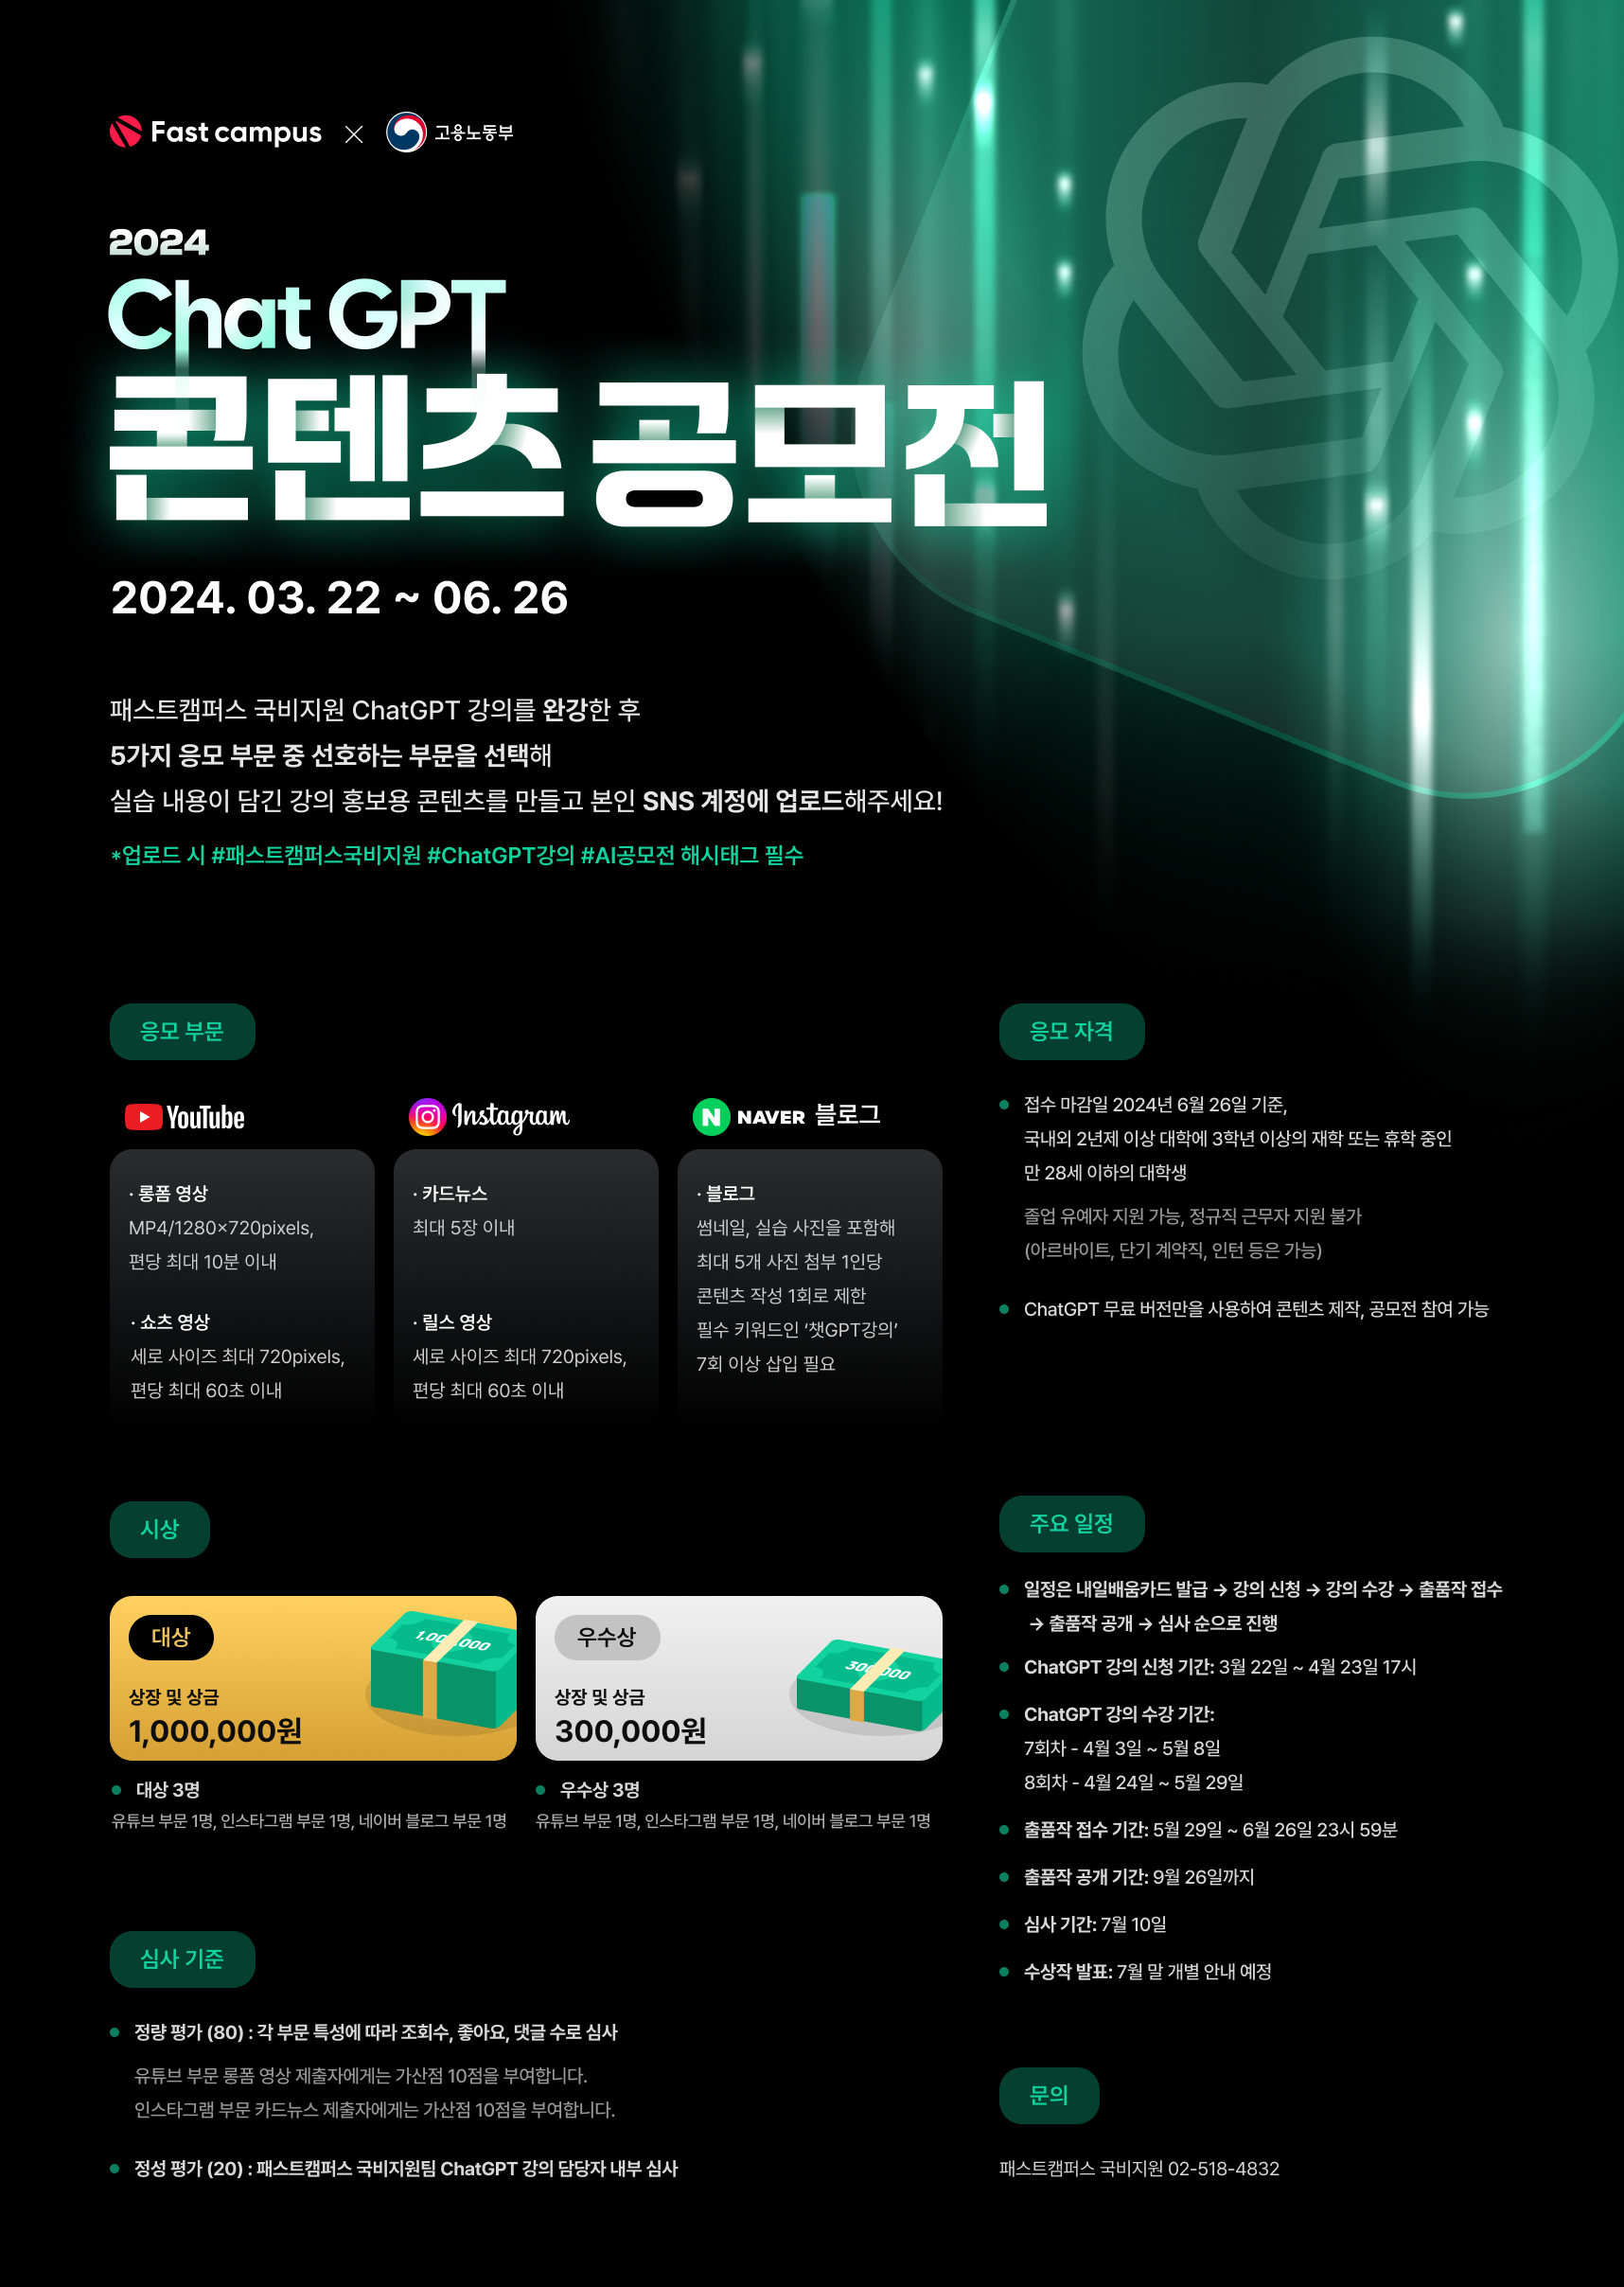 Fast campus × 고용노동부
2024
Chat GPT
콘텐츠 공모전
2024. 03. 22 ~ 06. 26
패스트캠퍼스 국비지원 ChatGPT 강의를 완강한 후
5가지 응모 부문 중 선호하는 부문을 선택해
실습 내용이 담긴 강의 홍보용 콘텐츠를 만들고 본인 SNS 계정에 업로드해주세요!
*업로드 시 #패스트캠퍼스국비지원 #ChatGPT강의 #AI공모전 해시태그 필수
응모 부문
YouTube
· 롱폼 영상
MP4/1280×720pixels,
편당 최대 10분 이내
· 쇼츠 영상
세로 사이즈 최대 720pixels,
편당 최대 60초 이내
Instagram
· 카드뉴스
최대 5장 이내
· 릴스 영상
세로 사이즈 최대 720pixels,
편당 최대 60초 이내
N NAVER 블로그
· 블로그
썸네일, 실습 사진을 포함해
최대 5개 사진 첨부 1인당
콘텐츠 작성 1회로 제한
필수 키워드인 ‘챗GPT강의’
7회 이상 삽입 필요
응모 자격
접수 마감일 2024년 6월 26일 기준,
국내외 2년제 이상 대학에 3학년 이상의 재학 또는 휴학 중인
만 28세 이하의 대학생
졸업 유예자 지원 가능, 정규직 근무자 지원 불가
(아르바이트, 단기 계약직, 인턴 등은 가능)
ChatGPT 무료 버전만을 사용하여 콘텐츠 제작, 공모전 참여 가능
시상
대상
상장 및 상금
1,000,000원
1,000,000
대상 3명
유튜브 부문 1명, 인스타그램 부문 1명, 네이버 블로그 부문 1명
우수상
상장 및 상금
300,000원
300,000
우수상 3명
유튜브 부문 1명, 인스타그램 부문 1명, 네이버 블로그 부문 1명
주요 일정
일정은 내일배움카드 발급 → 강의 신청 → 강의 수강 → 출품작 접수
→ 출품작 공개 → 심사 순으로 진행
ChatGPT 강의 신청 기간: 3월 22일 ~ 4월 23일 17시
ChatGPT 강의 수강 기간:
7회차 - 4월 3일 ~ 5월 8일
8회차 - 4월 24일 ~ 5월 29일
출품작 접수 기간: 5월 29일 ~ 6월 26일 23시 59분
출품작 공개 기간: 9월 26일까지
심사 기간: 7월 10일
수상작 발표: 7월 말 개별 안내 예정
심사 기준
정량 평가 (80) : 각 부문 특성에 따라 조회수, 좋아요, 댓글 수로 심사
유튜브 부문 롱폼 영상 제출자에게는 가산점 10점을 부여합니다.
인스타그램 부문 카드뉴스 제출자에게는 가산점 10점을 부여합니다.
정성 평가 (20) : 패스트캠퍼스 국비지원팀 ChatGPT 강의 담당자 내부 심사
문의
패스트캠퍼스 국비지원 02-518-4832